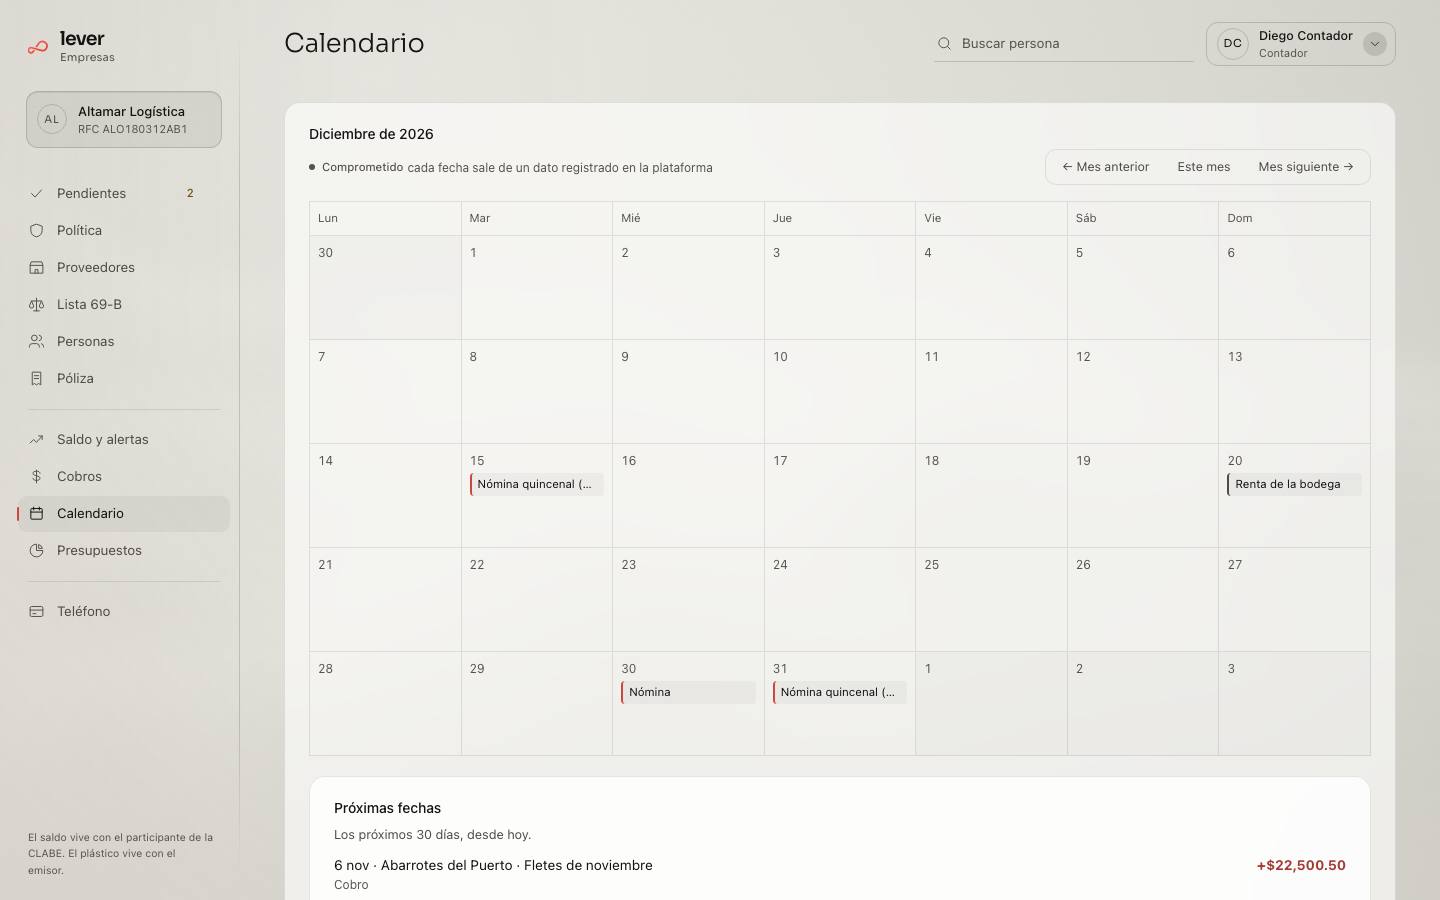 lever
Empresas
AL
Altamar Logística
RFC ALO180312AB1
Pendientes 2
Política
Proveedores
Lista 69-B
Personas
Póliza
Saldo y alertas
Cobros
Calendario
Presupuestos
Teléfono
El saldo vive con el participante de la
CLABE. El plástico vive con el
emisor.
Calendario
Buscar persona
DC
Diego Contador
Contador
Diciembre de 2026
Comprometido cada fecha sale de un dato registrado en la plataforma
← Mes anterior Este mes Mes siguiente →
Lun Mar Mié Jue Vie Sáb Dom
30 1 2 3 4 5 6
7 8 9 10 11 12 13
14 15 16 17 18 19 20
Nómina quincenal (... Renta de la bodega
21 22 23 24 25 26 27
28 29 30 31 1 2 3
Nómina Nómina quincenal (...
Próximas fechas
Los próximos 30 días, desde hoy.
6 nov · Abarrotes del Puerto · Fletes de noviembre +$22,500.50
Cobro